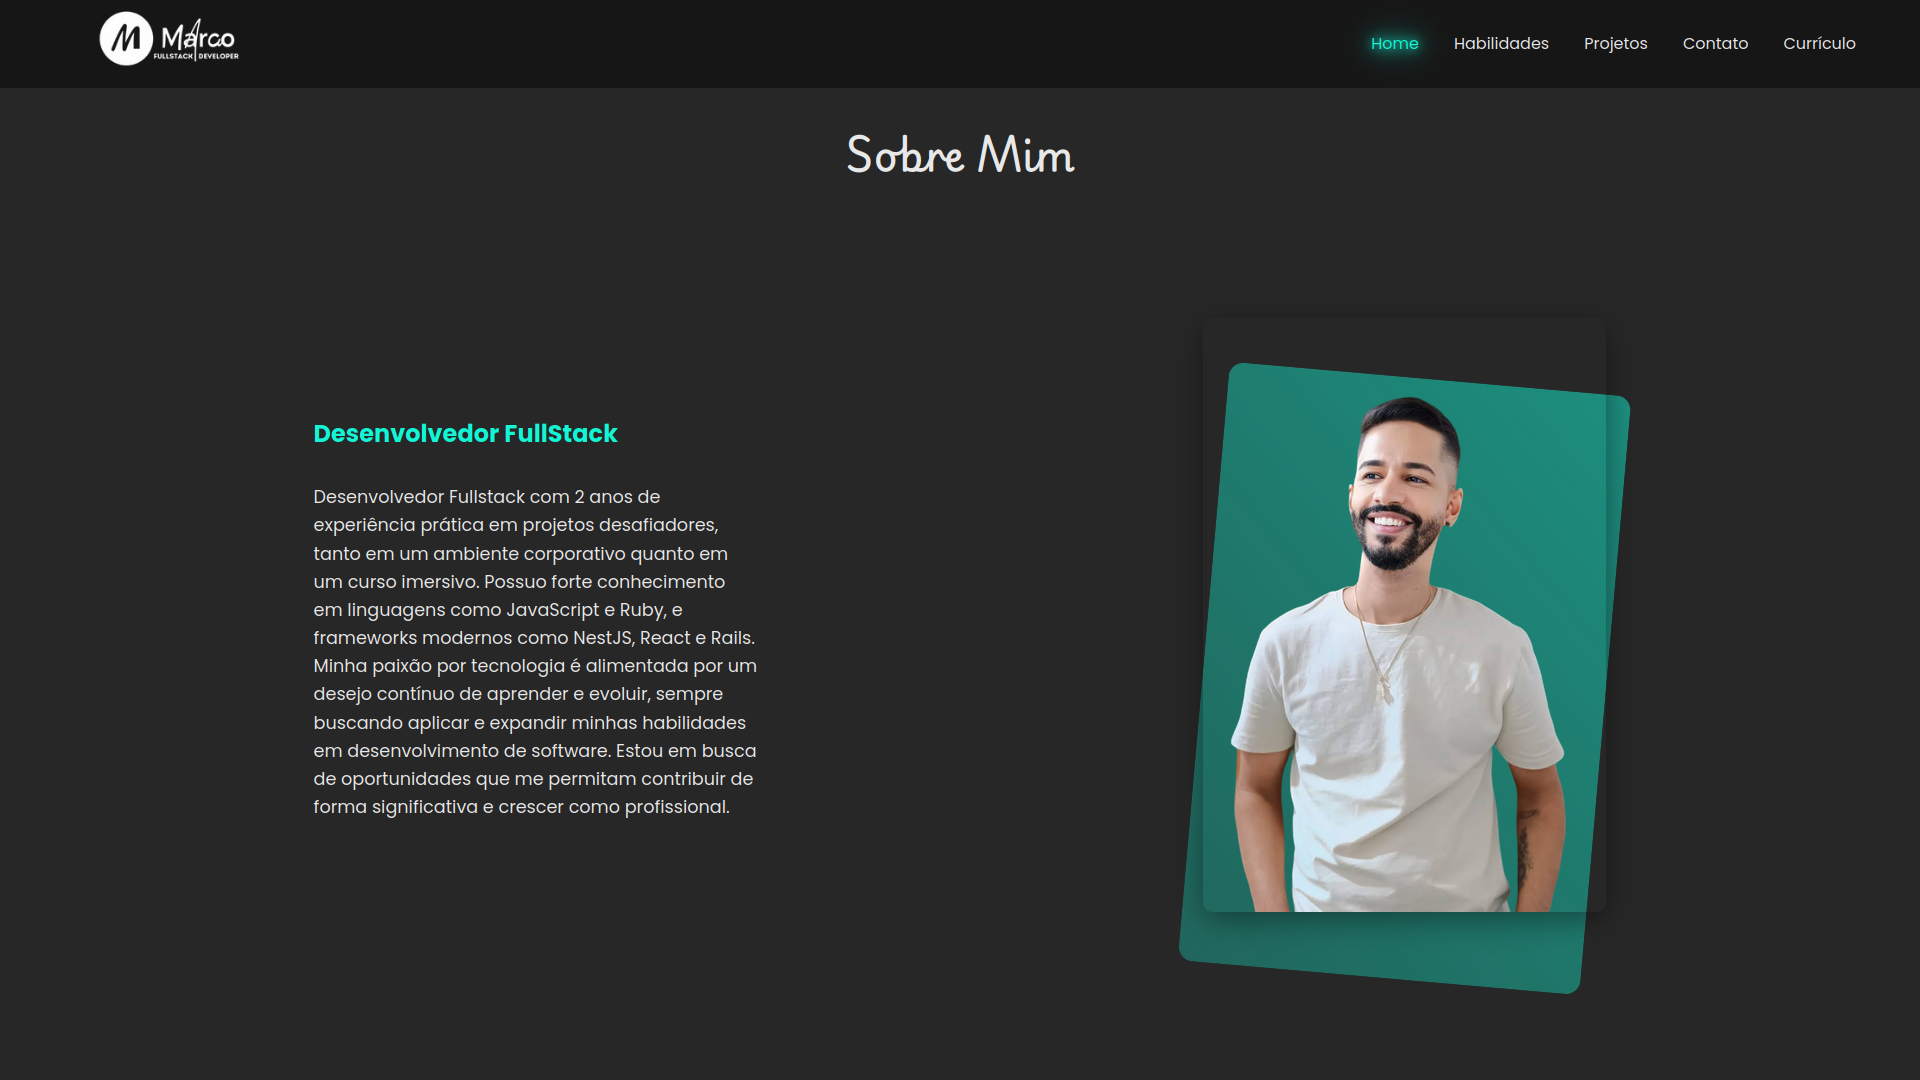 M Marco
FULLSTACK DEVELOPER
Home Habilidades Projetos Contato Currículo
Sobre Mim
Desenvolvedor FullStack
Desenvolvedor Fullstack com 2 anos de
experiência prática em projetos desafiadores,
tanto em um ambiente corporativo quanto em
um curso imersivo. Possuo forte conhecimento
em linguagens como JavaScript e Ruby, e
frameworks modernos como NestJS, React e Rails.
Minha paixão por tecnologia é alimentada por um
desejo contínuo de aprender e evoluir, sempre
buscando aplicar e expandir minhas habilidades
em desenvolvimento de software. Estou em busca
de oportunidades que me permitam contribuir de
forma significativa e crescer como profissional.